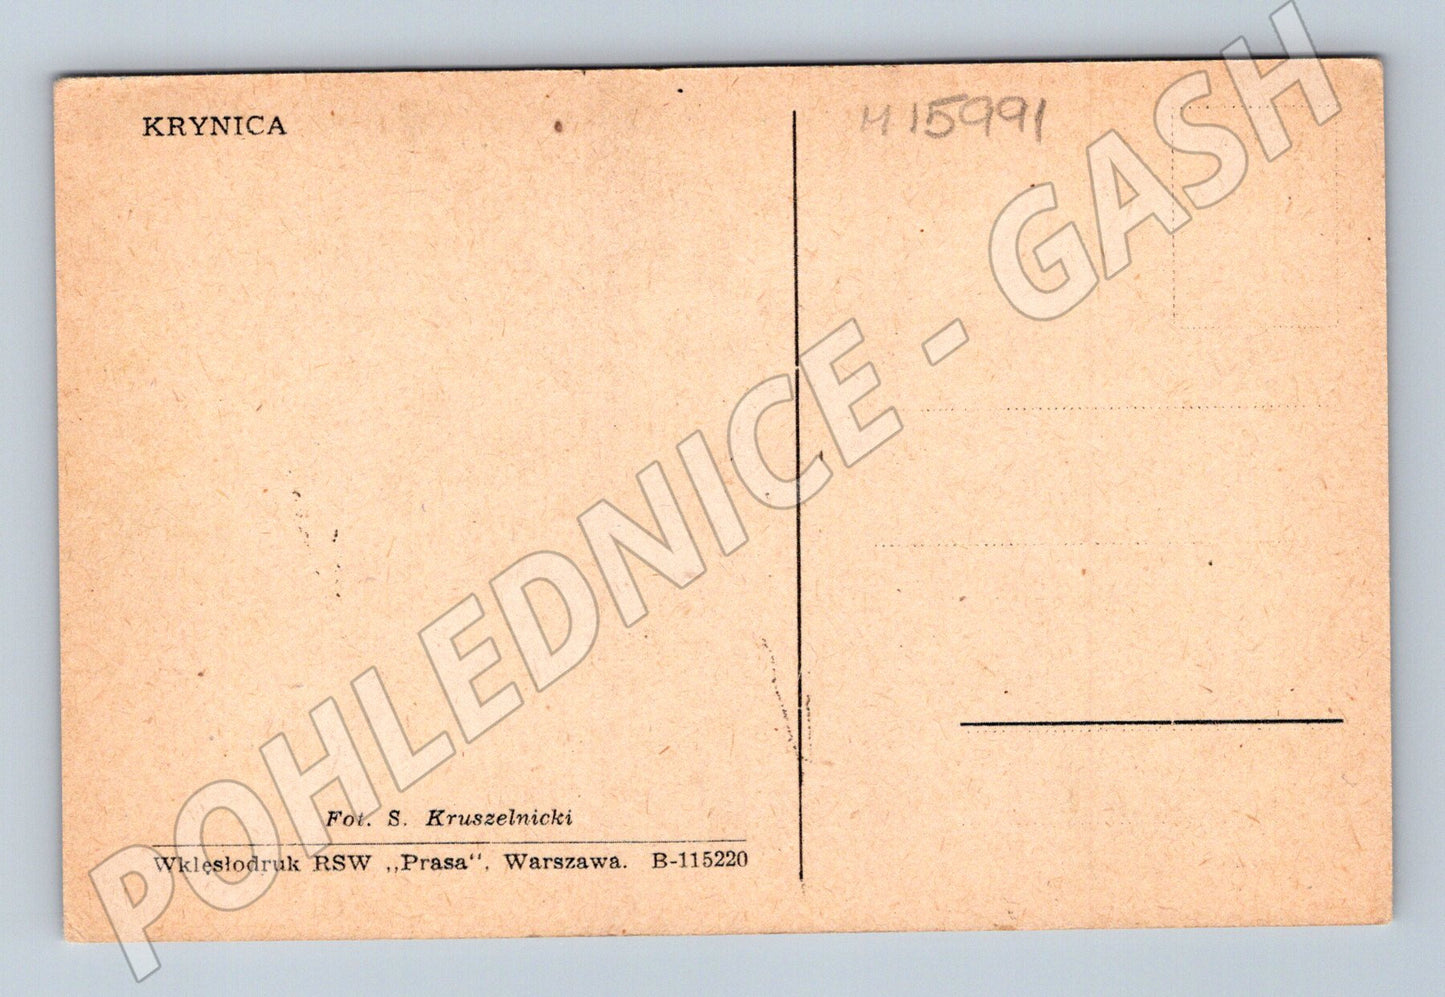 KRYNICA
H 15991
Fot. S. Kruszelnicki
Wklęsłodruk RSW ,,Prasa‟, Warszawa. B-115220
POHLEDNICE - GASH